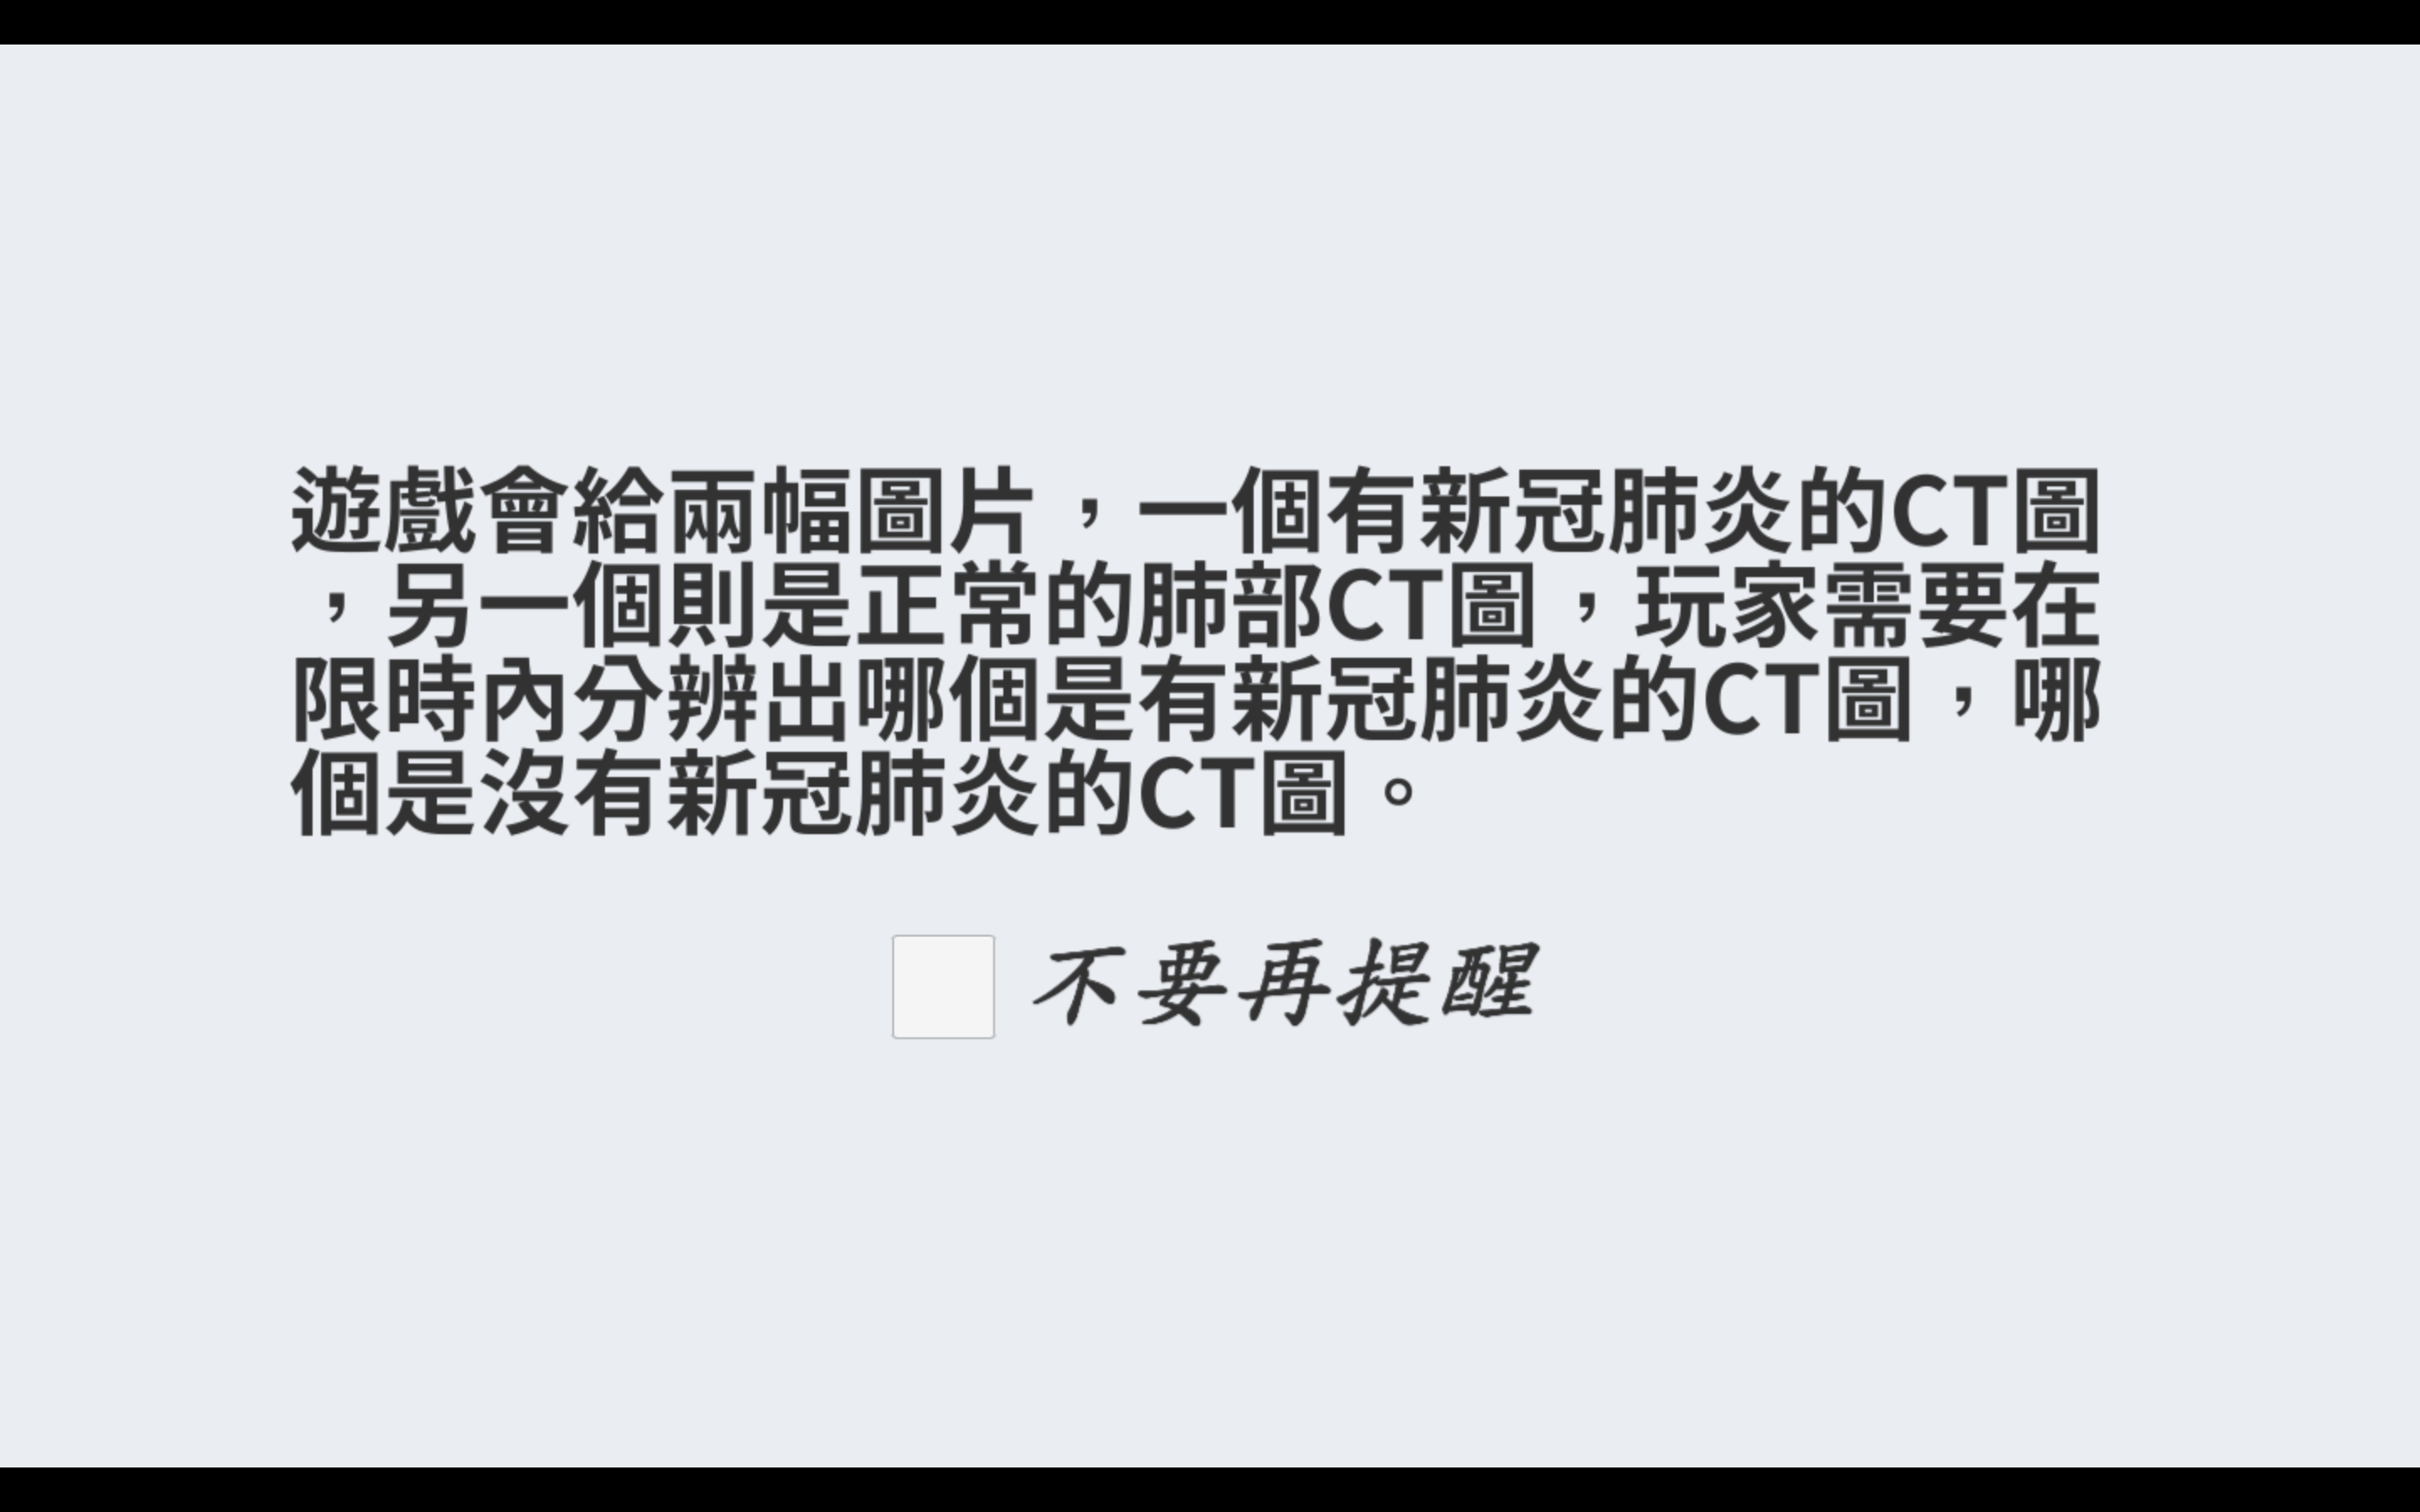 遊戲會給兩幅圖片，一個有新冠肺炎的CT圖
，另一個則是正常的肺部CT圖，玩家需要在
限時內分辨出哪個是有新冠肺炎的CT圖，哪
個是沒有新冠肺炎的CT圖。
不要再提醒